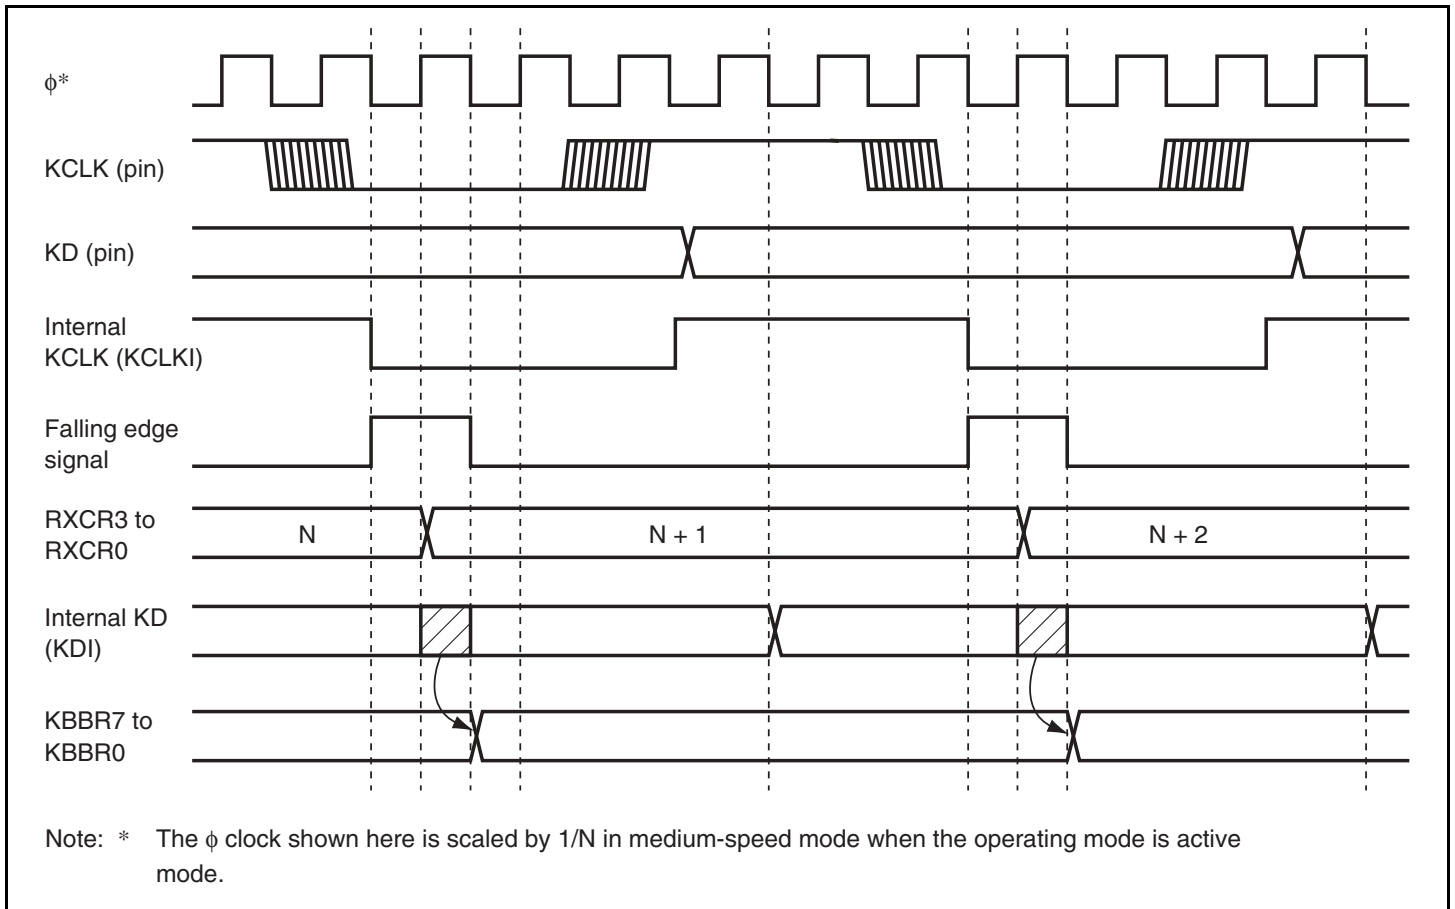 ϕ*
KCLK (pin)
KD (pin)
Internal
KCLK (KCLKI)
Falling edge
signal
RXCR3 to
RXCR0
N
N + 1
N + 2
Internal KD
(KDI)
KBBR7 to
KBBR0
Note: * The ϕ clock shown here is scaled by 1/N in medium-speed mode when the operating mode is active
mode.